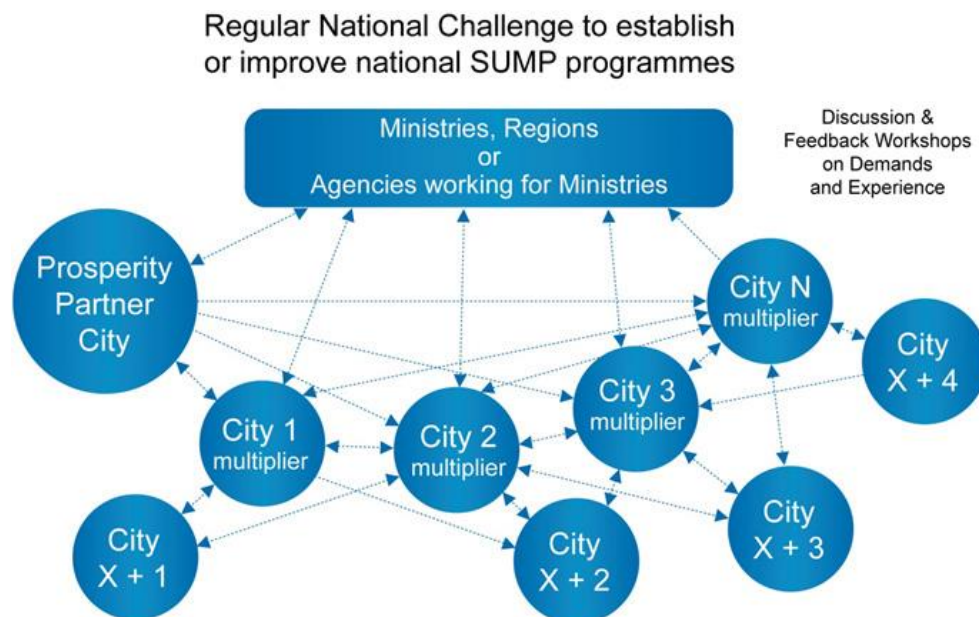 Regular National Challenge to establish
or improve national SUMP programmes
Ministries, Regions
or
Agencies working for Ministries
Discussion &
Feedback Workshops
on Demands
and Experience
Prosperity
Partner
City
City N
multiplier
City
X + 4
City 3
multiplier
City 1
multiplier
City 2
multiplier
City
X + 1
City
X + 2
City
X + 3